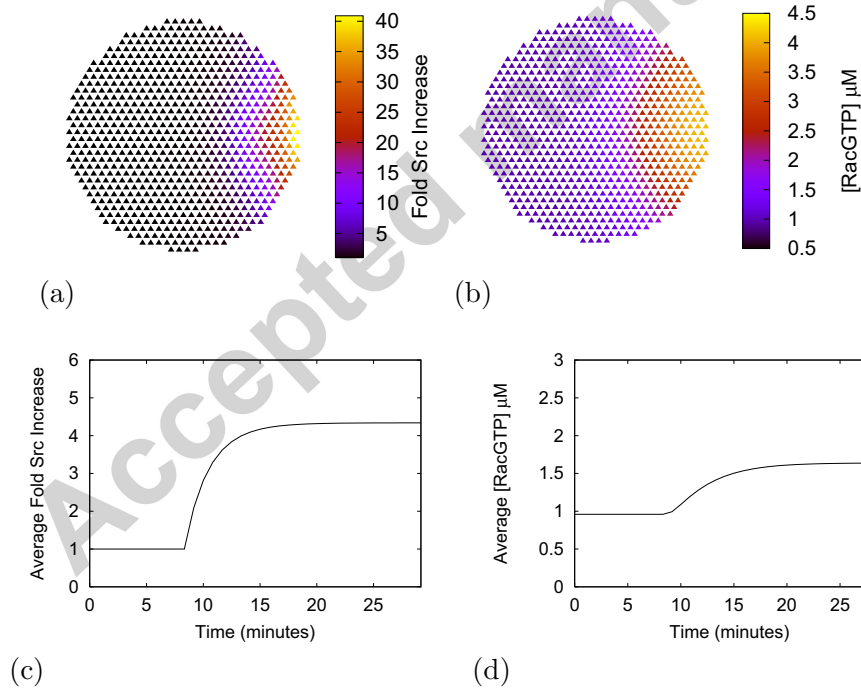 40
35
30
25
20
15
10
5
Fold Src Increase
(a)
4.5
4
3.5
3
2.5
2
1.5
1
0.5
[RacGTP] μM
(b)
Accepted
6
5
4
3
2
1
0
0 5 10 15 20 25
Average Fold Src Increase
Time (minutes)
(c)
3
2.5
2
1.5
1
0.5
0
0 5 10 15 20 25
Average [RacGTP] μM
Time (minutes)
(d)